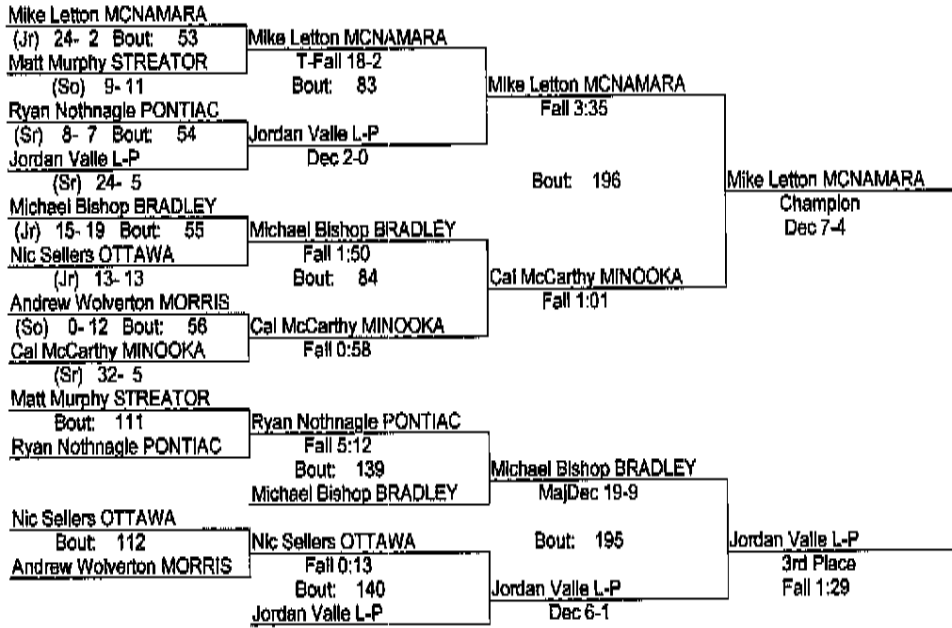 Mike Letton MCNAMARA
(Jr) 24- 2 Bout: 53
Matt Murphy STREATOR
(So) 9- 11
Ryan Nothnagle PONTIAC
(Sr) 8- 7 Bout: 54
Jordan Valle L-P
(Sr) 24- 5
Michael Bishop BRADLEY
(Jr) 15- 19 Bout: 55
Nic Sellers OTTAWA
(Jr) 13- 13
Andrew Wolverton MORRIS
(So) 0- 12 Bout: 56
Cal McCarthy MINOOKA
(Sr) 32- 5
Mike Letton MCNAMARA
T-Fall 18-2
Bout: 83
Jordan Valle L-P
Dec 2-0
Michael Bishop BRADLEY
Fall 1:50
Bout: 84
Cal McCarthy MINOOKA
Fall 0:58
Mike Letton MCNAMARA
Fall 3:35
Bout: 196
Cal McCarthy MINOOKA
Fall 1:01
Mike Letton MCNAMARA
Champion
Dec 7-4
Matt Murphy STREATOR
Bout: 111
Ryan Nothnagle PONTIAC
Nic Sellers OTTAWA
Bout: 112
Andrew Wolverton MORRIS
Ryan Nothnagle PONTIAC
Fall 5:12
Bout: 139
Michael Bishop BRADLEY
Nic Sellers OTTAWA
Fall 0:13
Bout: 140
Jordan Valle L-P
Michael Bishop BRADLEY
MajDec 19-9
Bout: 195
Jordan Valle L-P
Dec 6-1
Jordan Valle L-P
3rd Place
Fall 1:29